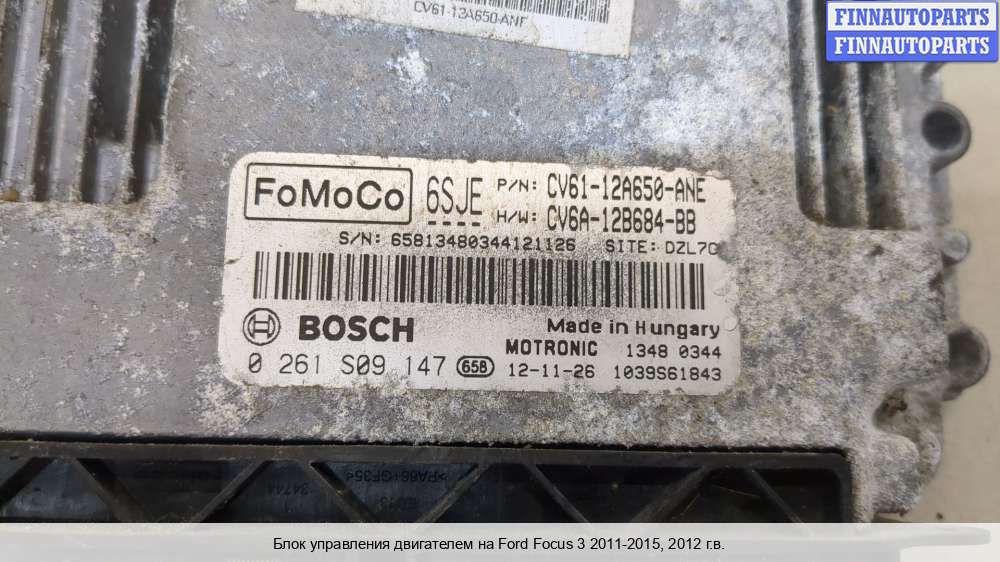 CV61-12A650-ANE
FINNAUTOPARTS
FINNAUTOPARTS
FoMoCo 6SJE P/N: CV61-12A650-ANE
H/W: CV6A-12B684-BB
S/N: 65813480344121126 SITE: DZL7C
BOSCH Made in Hungary
MOTRONIC 1348 0344
0 261 S09 147 658 12-11-26 1039S61843
Блок управления двигателем на Ford Focus 3 2011-2015, 2012 г.в.